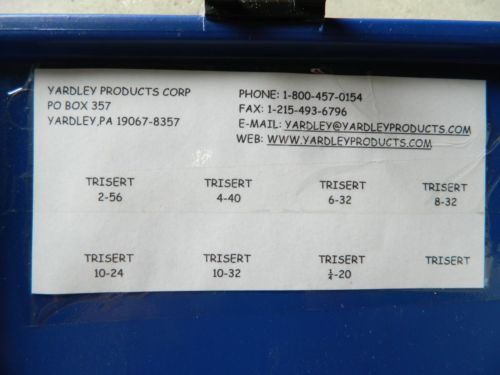 YARDLEY PRODUCTS CORP
PO BOX 357
YARDLEY,PA 19067-8357
PHONE: 1-800-457-0154
FAX: 1-215-493-6796
E-MAIL: YARDLEY@YARDLEYPRODUCTS.COM
WEB: WWW.YARDLEYPRODUCTS.COM
TRISERT TRISERT TRISERT TRISERT
2-56 4-40 6-32 8-32
TRISERT TRISERT TRISERT TRISERT
10-24 10-32 ¼-20